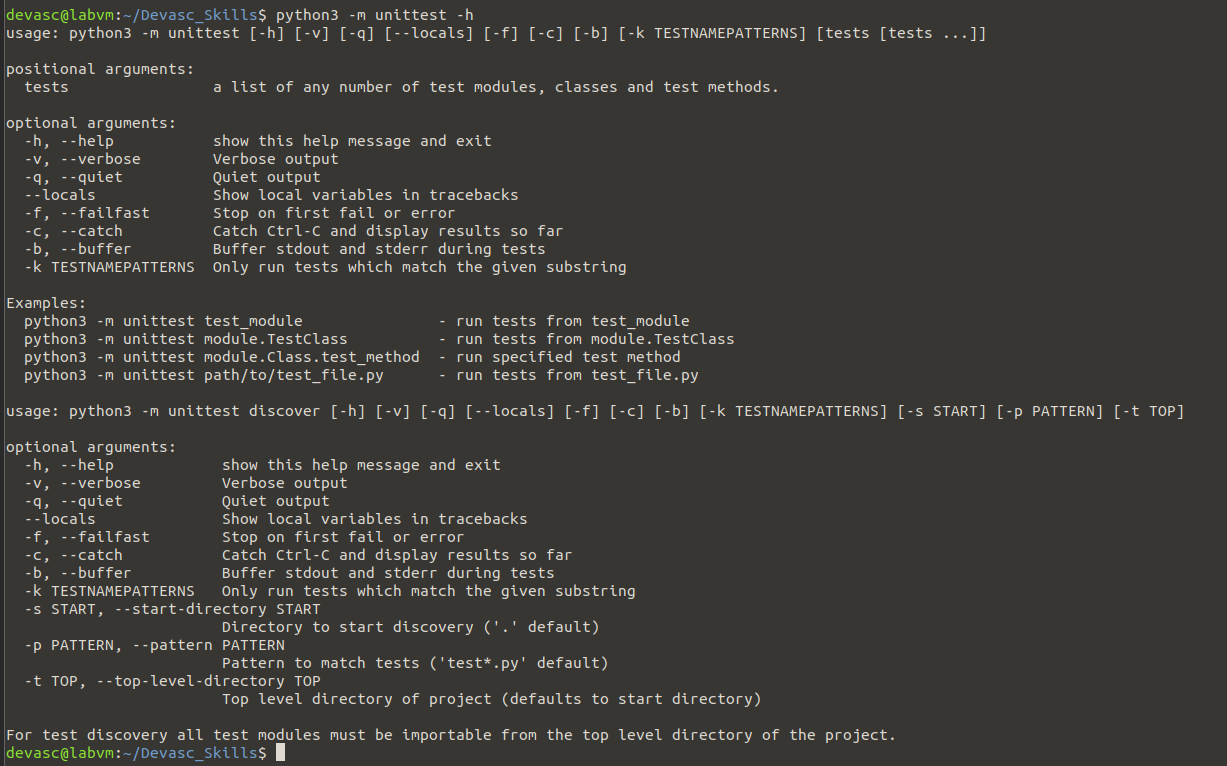 devasc@labvm:~/Devasc_Skills$ python3 -m unittest -h
usage: python3 -m unittest [-h] [-v] [-q] [--locals] [-f] [-c] [-b] [-k TESTNAMEPATTERNS] [tests [tests ...]]

positional arguments:
  tests                a list of any number of test modules, classes and test methods.

optional arguments:
  -h, --help           show this help message and exit
  -v, --verbose        Verbose output
  -q, --quiet          Quiet output
  --locals             Show local variables in tracebacks
  -f, --failfast       Stop on first fail or error
  -c, --catch          Catch Ctrl-C and display results so far
  -b, --buffer         Buffer stdout and stderr during tests
  -k TESTNAMEPATTERNS  Only run tests which match the given substring

Examples:
  python3 -m unittest test_module               - run tests from test_module
  python3 -m unittest module.TestClass          - run tests from module.TestClass
  python3 -m unittest module.Class.test_method  - run specified test method
  python3 -m unittest path/to/test_file.py      - run tests from test_file.py

usage: python3 -m unittest discover [-h] [-v] [-q] [--locals] [-f] [-c] [-b] [-k TESTNAMEPATTERNS] [-s START] [-p PATTERN] [-t TOP]

optional arguments:
  -h, --help            show this help message and exit
  -v, --verbose         Verbose output
  -q, --quiet           Quiet output
  --locals              Show local variables in tracebacks
  -f, --failfast        Stop on first fail or error
  -c, --catch           Catch Ctrl-C and display results so far
  -b, --buffer          Buffer stdout and stderr during tests
  -k TESTNAMEPATTERNS   Only run tests which match the given substring
  -s START, --start-directory START
                        Directory to start discovery ('.' default)
  -p PATTERN, --pattern PATTERN
                        Pattern to match tests ('test*.py' default)
  -t TOP, --top-level-directory TOP
                        Top level directory of project (defaults to start directory)

For test discovery all test modules must be importable from the top level directory of the project.
devasc@labvm:~/Devasc_Skills$